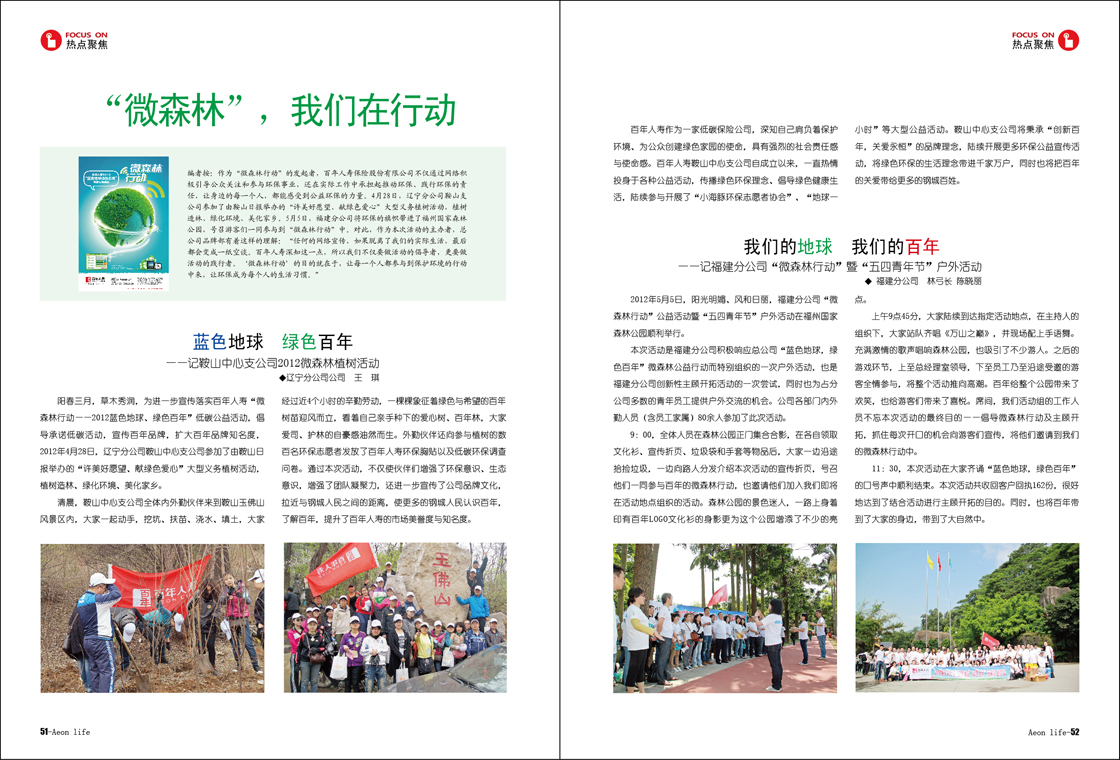 FOCUS ON
热点聚焦
“微森林”，我们在行动
微森林
行动
编者按：作为“微森林行动”的发起者，百年人寿保险股份有限公司不仅通过网络积
极引导公众关注和参与环保事业，还在实际工作中承担起推动环保、践行环保的责
任，让身边的每一个人，都能感受到公益环保的力量。4月28日，辽宁分公司鞍山支
公司参加了由鞍山日报举办的“许美好愿望、献绿色爱心”大型义务植树活动，植树
造林、绿化环境、美化家乡。5月5日，福建分公司将环保的旗帜带进了福州国家森林
公园，号召游客们一同参与到“微森林行动”中。对此，作为本次活动的主办者，总
公司品牌部有着这样的理解：“任何的网络宣传，如果脱离了我们的实际生活，最后
都会变成一纸空谈。百年人寿深知这一点，所以我们不仅要做活动的倡导者，更要做
活动的践行者。‘微森林行动’的目的就在于，让每一个人都参与到保护环境的行动
中来，让环保成为每个人的生活习惯。”
蓝色地球　绿色百年
——记鞍山中心支公司2012微森林植树活动
◆辽宁分公司公司　王　琪
阳春三月，草木秀润，为进一步宣传落实百年人寿“微
森林行动——2012蓝色地球、绿色百年”低碳公益活动，倡
导承诺低碳活动，宣传百年品牌，扩大百年品牌知名度，
2012年4月28日，辽宁分公司鞍山中心支公司参加了由鞍山日
报举办的“许美好愿望、献绿色爱心”大型义务植树活动，
植树造林、绿化环境、美化家乡。
清晨，鞍山中心支公司全体内外勤伙伴来到鞍山玉佛山
风景区内，大家一起动手，挖坑、扶苗、浇水、填土，大家
经过近4个小时的辛勤劳动，一棵棵象征着绿色与希望的百年
树苗迎风而立，看着自己亲手种下的爱心树、百年林，大家
爱司、护林的自豪感油然而生。外勤伙伴还向参与植树的数
百名环保志愿者发放了百年人寿环保胸贴以及低碳环保调查
问卷。通过本次活动，不仅使伙伴们增强了环保意识、生态
意识，增强了团队凝聚力，还进一步宣传了公司品牌文化，
拉近与钢城人民之间的距离，使更多的钢城人民认识百年，
了解百年，提升了百年人寿的市场美誉度与知名度。
玉佛山
51-Aeon life
FOCUS ON
热点聚焦
百年人寿作为一家低碳保险公司，深知自己肩负着保护
环境、为公众创建绿色家园的使命，具有强烈的社会责任感
与使命感。百年人寿鞍山中心支公司自成立以来，一直热情
投身于各种公益活动，传播绿色环保理念、倡导绿色健康生
活，陆续参与开展了“小海豚环保志愿者协会”、“地球一
小时”等大型公益活动。鞍山中心支公司将秉承“创新百
年，关爱永恒”的品牌理念，陆续开展更多环保公益宣传活
动，将绿色环保的生活理念带进千家万户，同时也将把百年
的关爱带给更多的钢城百姓。
我们的地球　我们的百年
——记福建分公司“微森林行动”暨“五四青年节”户外活动
◆ 福建分公司　林弓长 陈晓丽
2012年5月5日，阳光明媚、风和日丽，福建分公司“微
森林行动”公益活动暨“五四青年节”户外活动在福州国家
森林公园顺利举行。
本次活动是福建分公司积极响应总公司“蓝色地球，绿
色百年”微森林公益行动而特别组织的一次户外活动，也是
福建分公司创新性主顾开拓活动的一次尝试，同时也为占分
公司多数的青年员工提供户外交流的机会。公司各部门内外
勤人员（含员工家属）80余人参加了此次活动。
9：00，全体人员在森林公园正门集合合影，在各自领取
文化衫、宣传折页、垃圾袋和手套等物品后，大家一边沿途
捡捡垃圾，一边向路人分发介绍本次活动的宣传折页，号召
他们一同参与百年的微森林行动，也邀请他们加入我们即将
在活动地点组织的活动。森林公园的景色迷人，一路上身着
印有百年LOGO文化衫的身影更为这个公园增添了不少的亮
点。
上午9点45分，大家陆续到达指定活动地点，在主持人的
组织下，大家站队齐唱《万山之巅》，并现场配上手语舞。
充满激情的歌声唱响森林公园，也吸引了不少游人。之后的
游戏环节，上至总经理室领导，下至员工乃至沿途受邀的游
客全情参与，将整个活动推向高潮。百年给整个公园带来了
欢笑，也给游客们带来了喜悦。席间，我们活动组的工作人
员不忘本次活动的最终目的——倡导微森林行动及主顾开
拓，抓住每次开口的机会向游客们宣传，将他们邀请到我们
的微森林行动中。
11：30，本次活动在大家齐诵“蓝色地球，绿色百年”
的口号声中顺利结束。本次活动共收回客户回执162份，很好
地达到了结合活动进行主顾开拓的目的。同时，也将百年带
到了大家的身边，带到了大自然中。
Aeon life-52